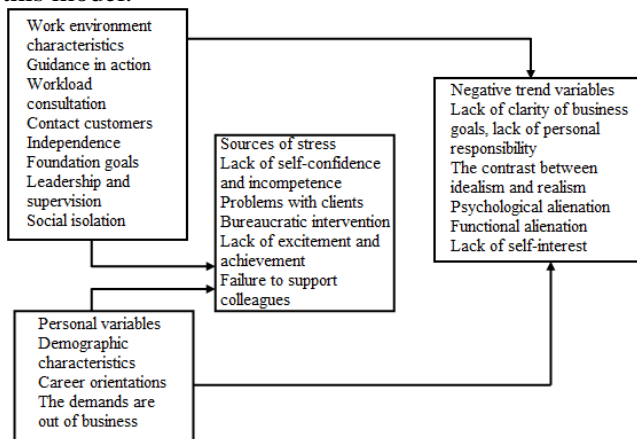 this model.
Work environment
characteristics
Guidance in action
Workload
consultation
Contact customers
Independence
Foundation goals
Leadership and
supervision
Social isolation
Sources of stress
Lack of self-confidence
and incompetence
Problems with clients
Bureaucratic intervention
Lack of excitement and
achievement
Failure to support
colleagues
Negative trend variables
Lack of clarity of business
goals, lack of personal
responsibility
The contrast between
idealism and realism
Psychological alienation
Functional alienation
Lack of self-interest
Personal variables
Demographic
characteristics
Career orientations
The demands are
out of business